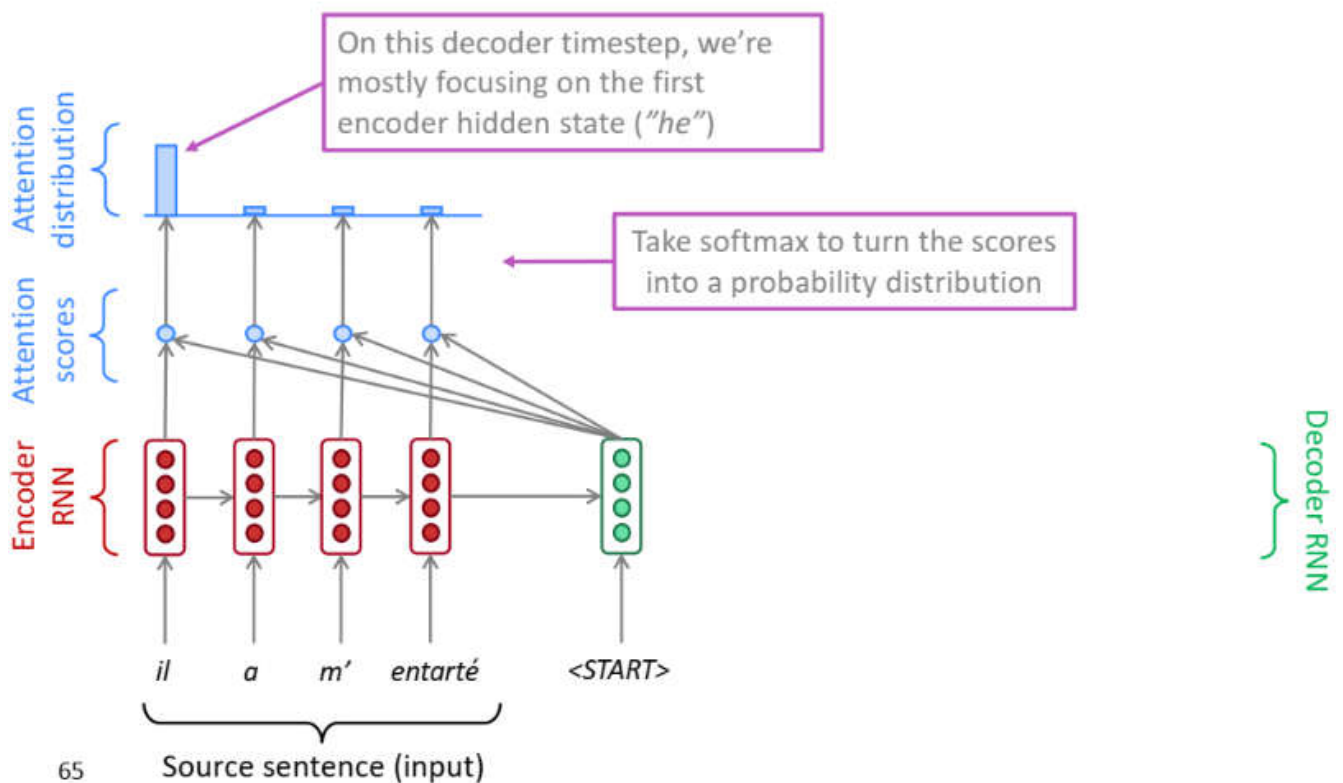 On this decoder timestep, we're
mostly focusing on the first
encoder hidden state (”he”)
Attention
distribution
Take softmax to turn the scores
into a probability distribution
Attention
scores
Encoder
RNN
Decoder RNN
il a m' entarté <START>
Source sentence (input)
65